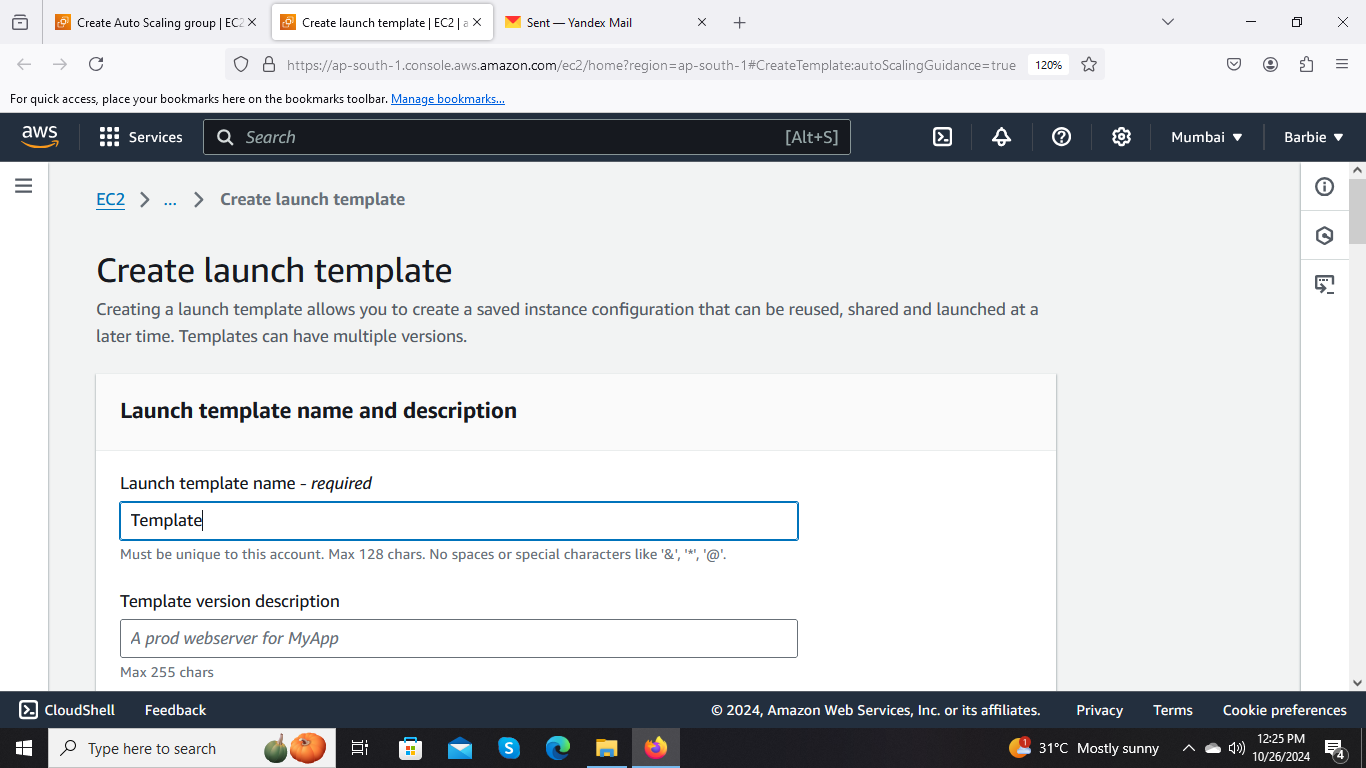 Create Auto Scaling group | EC2
Create launch template | EC2 | a
Sent — Yandex Mail
https://ap-south-1.console.aws.amazon.com/ec2/home?region=ap-south-1#CreateTemplate:autoScalingGuidance=true
120%
For quick access, place your bookmarks here on the bookmarks toolbar. Manage bookmarks...
aws
Services
Search
[Alt+S]
Mumbai
Barbie
EC2 > ... > Create launch template
Create launch template
Creating a launch template allows you to create a saved instance configuration that can be reused, shared and launched at a
later time. Templates can have multiple versions.
Launch template name and description
Launch template name - required
Template
Must be unique to this account. Max 128 chars. No spaces or special characters like '&', '*', '@'.
Template version description
A prod webserver for MyApp
Max 255 chars
CloudShell
Feedback
© 2024, Amazon Web Services, Inc. or its affiliates.
Privacy
Terms
Cookie preferences
Type here to search
1
31°C Mostly sunny
12:25 PM
10/26/2024
4